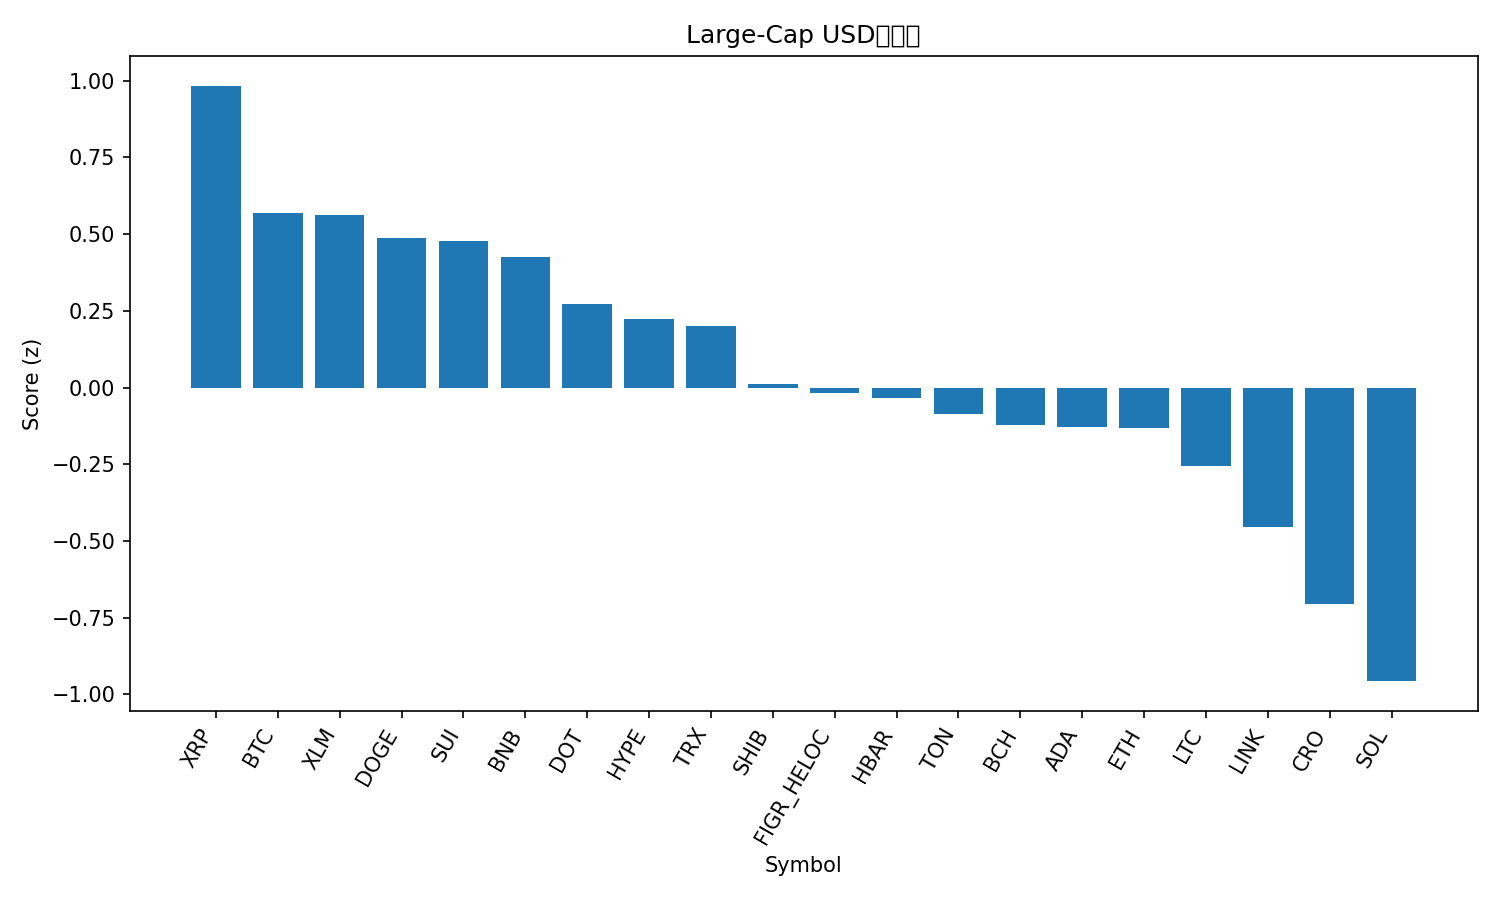 Large-Cap USD
1.00
0.75
0.50
0.25
0.00
−0.25
−0.50
−0.75
−1.00
Score (z)
XRP
BTC
XLM
DOGE
SUI
BNB
DOT
HYPE
TRX
SHIB
FIGR_HELOC
HBAR
TON
BCH
ADA
ETH
LTC
LINK
CRO
SOL
Symbol